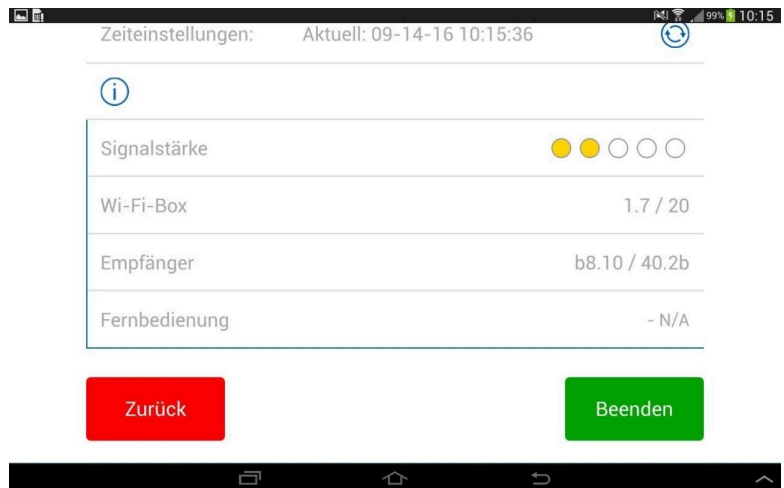 99% 10:15
Zeiteinstellungen: Aktuell: 09-14-16 10:15:36
i
Signalstärke
Wi-Fi-Box 1.7 / 20
Empfänger b8.10 / 40.2b
Fernbedienung - N/A
Zurück Beenden